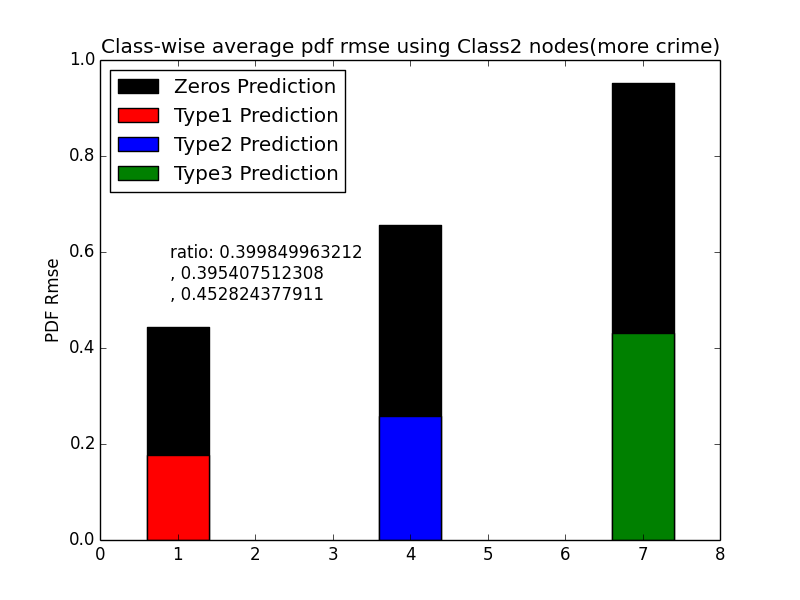 Class-wise average pdf rmse using Class2 nodes(more crime)
Zeros Prediction
Type1 Prediction
Type2 Prediction
Type3 Prediction
ratio: 0.399849963212
, 0.395407512308
, 0.452824377911
PDF Rmse
1.0
0.8
0.6
0.4
0.2
0.0
0 1 2 3 4 5 6 7 8